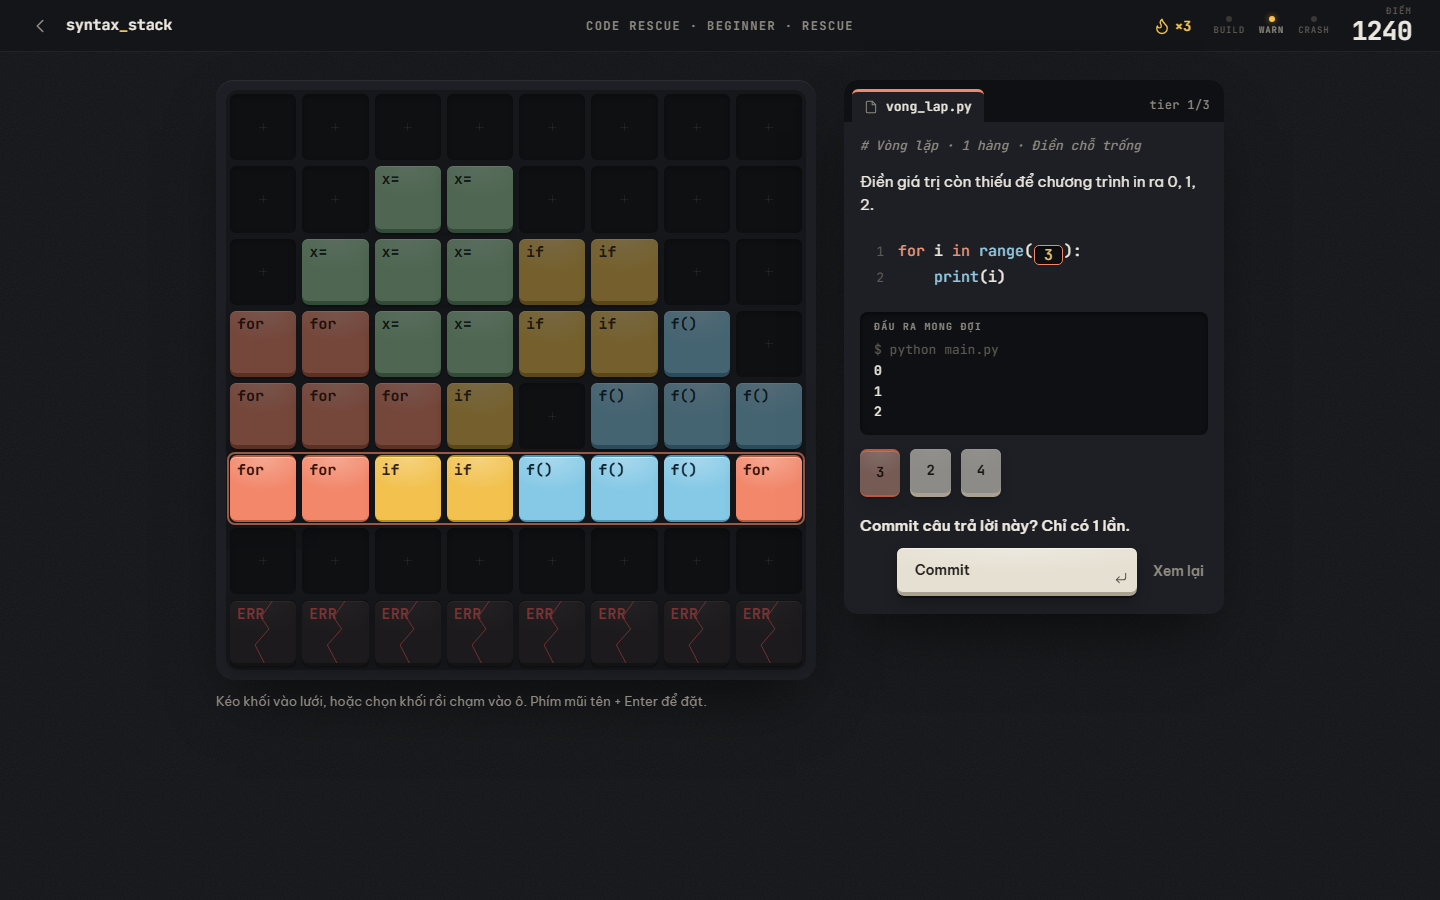 syntax_stack
CODE RESCUE · BEGINNER · RESCUE
×3
BUILD WARN CRASH
ĐIỂM
1240
x= x=
x= x= x= if if
for for x= x= if if f()
for for for if f() f() f()
for for if if f() f() f() for
ERR ERR ERR ERR ERR ERR ERR ERR
Kéo khối vào lưới, hoặc chọn khối rồi chạm vào ô. Phím mũi tên + Enter để đặt.
vong_lap.py
tier 1/3
# Vòng lặp · 1 hàng · Điền chỗ trống
Điền giá trị còn thiếu để chương trình in ra 0, 1,
2.
1 for i in range(3):
2 print(i)
ĐẦU RA MONG ĐỢI
$ python main.py
0
1
2
3 2 4
Commit câu trả lời này? Chỉ có 1 lần.
Commit
Xem lại